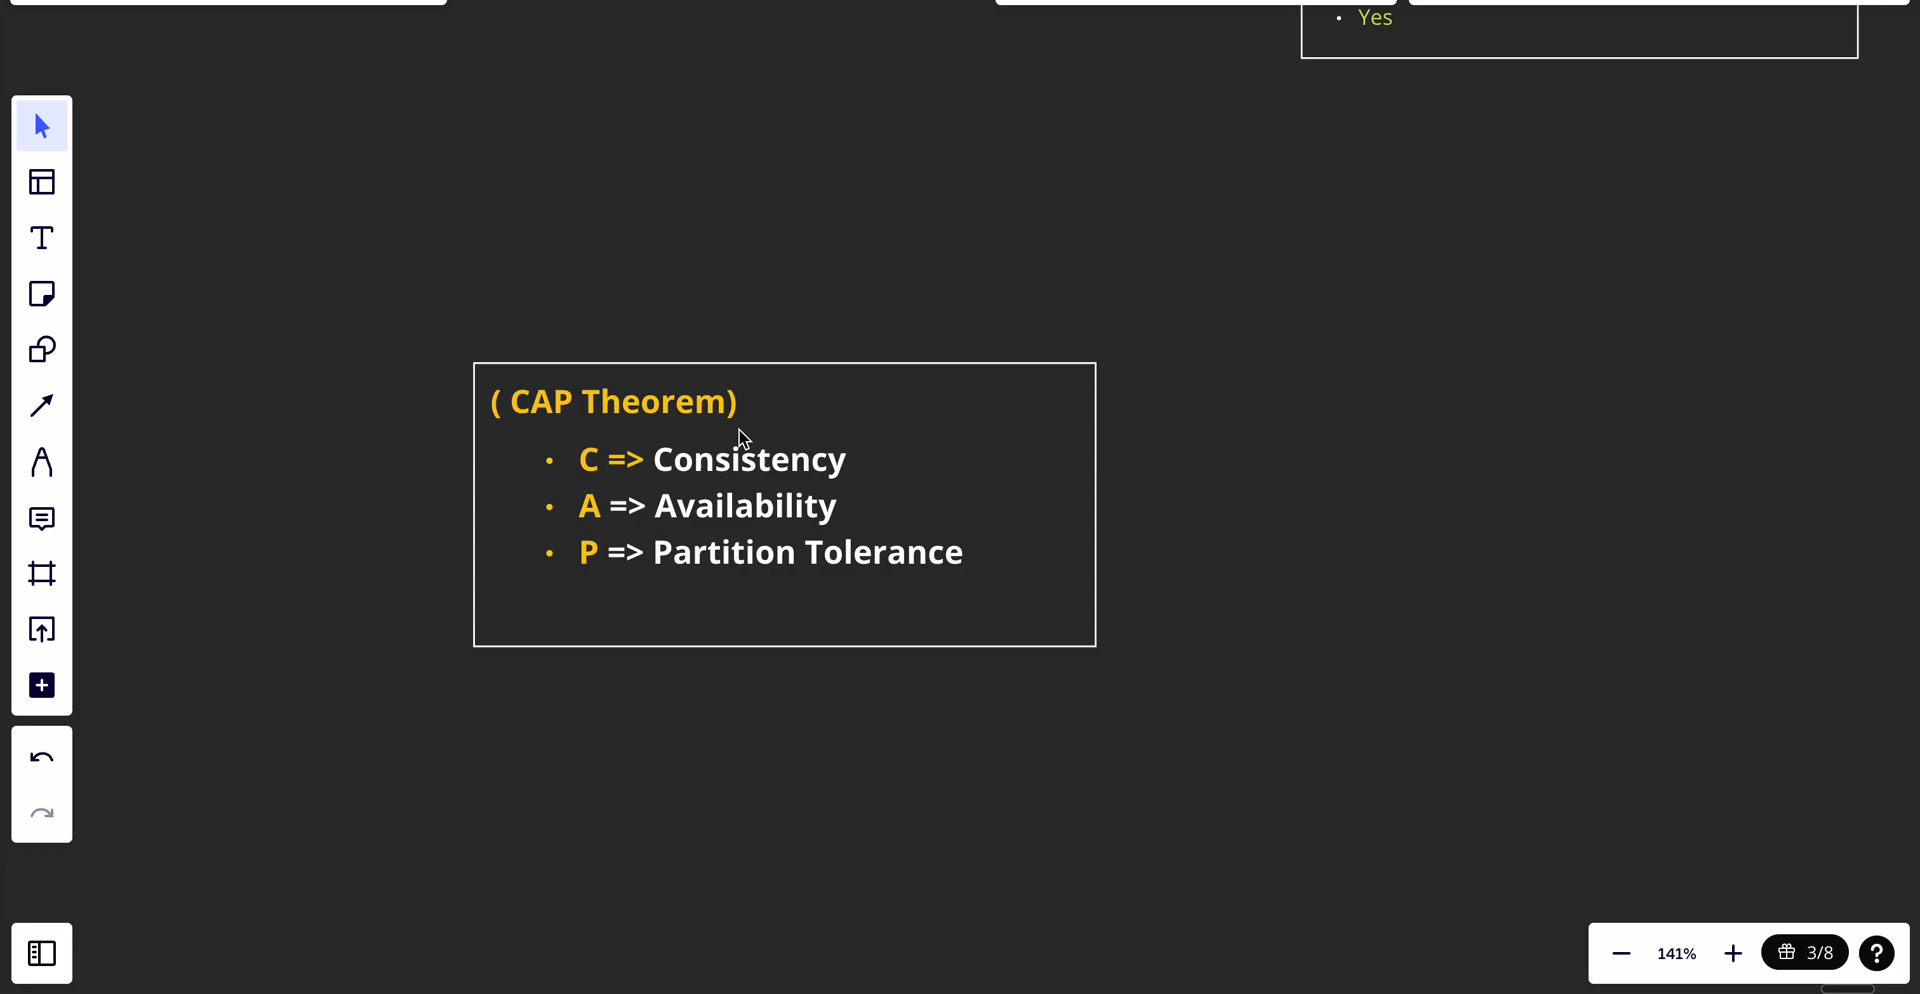 • Yes
( CAP Theorem)
• C => Consistency
• A => Availability
• P => Partition Tolerance
141%
3/8
?